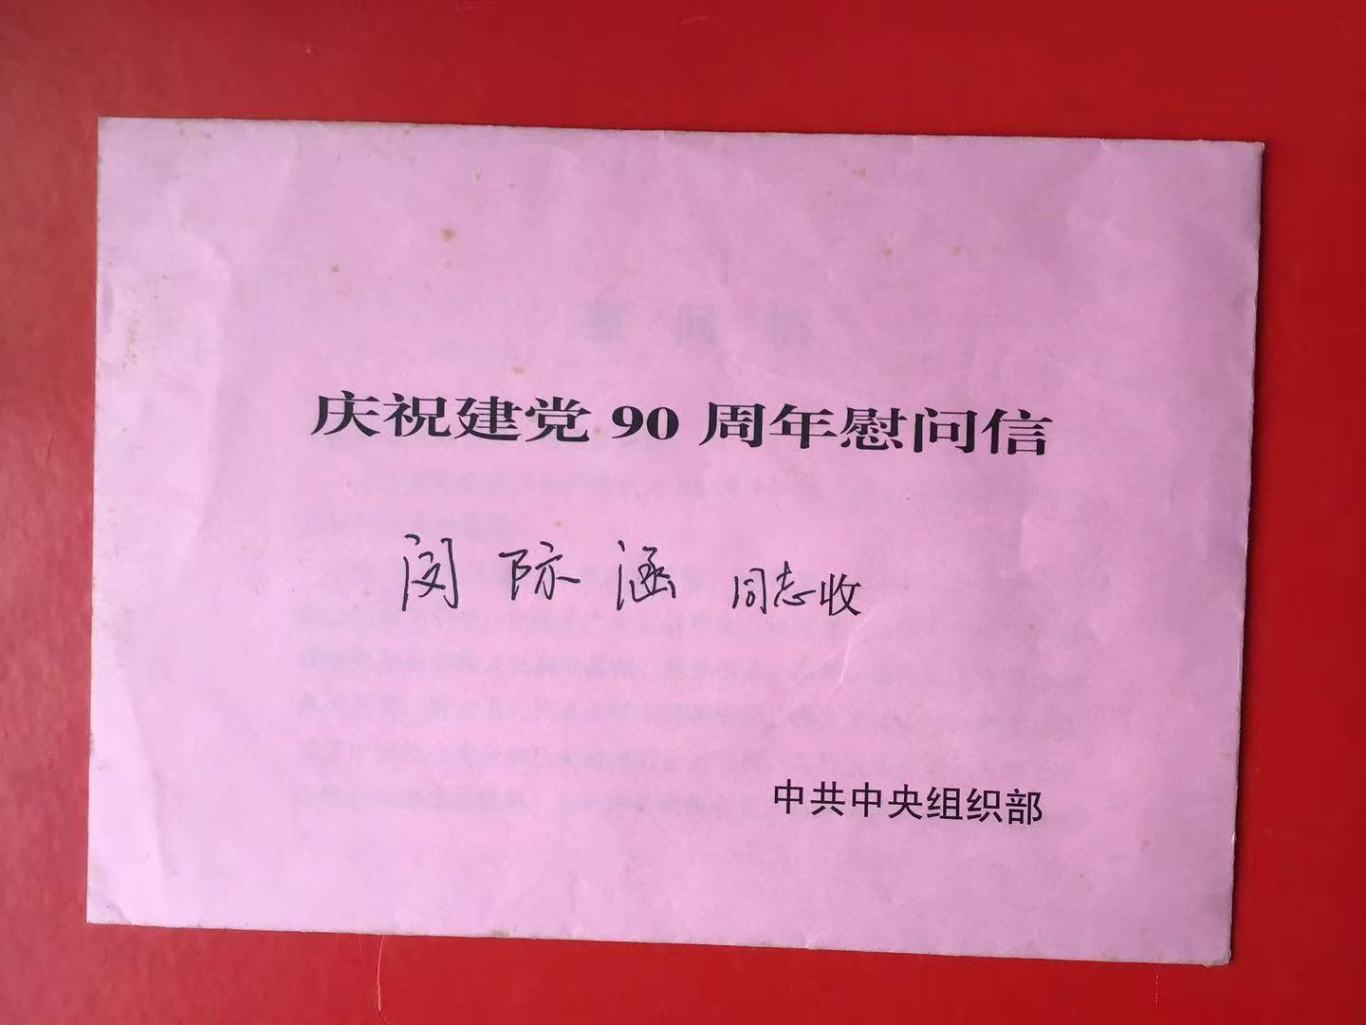 庆祝建党90周年慰问信
闵际涵 同志收
中共中央组织部